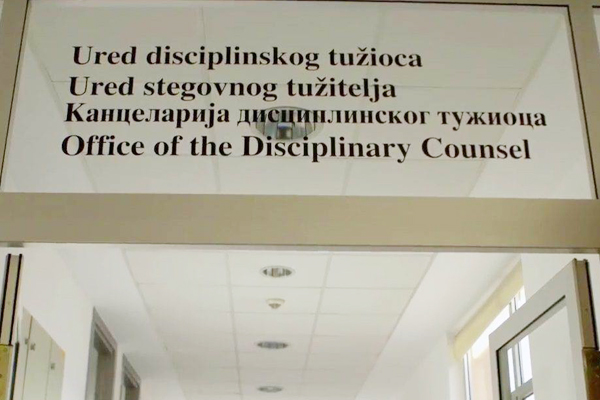 Ured disciplinskog tužioca
Ured stegovnog tužitelja
Канцеларија дисциплинског тужиоца
Office of the Disciplinary Counsel